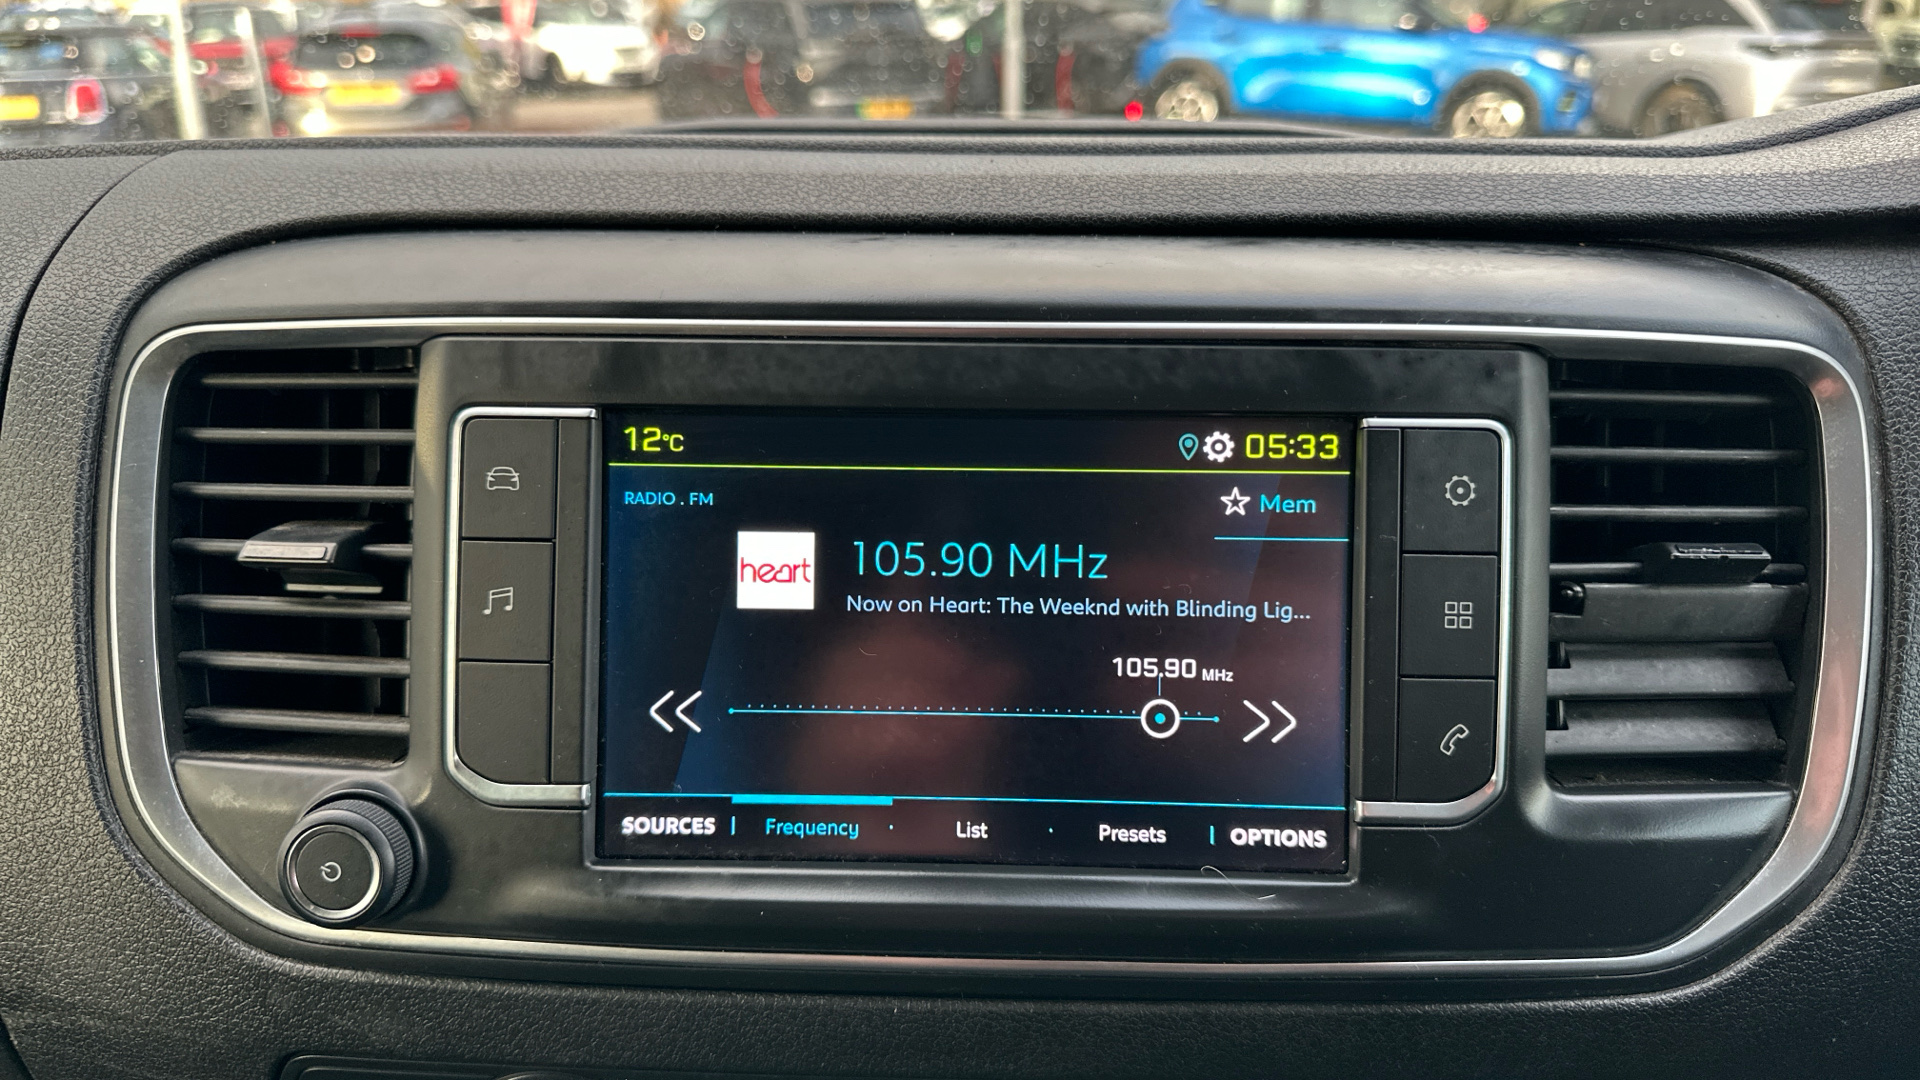 12°C 05:33
RADIO . FM Mem
heart 105.90 MHz
Now on Heart: The Weeknd with Blinding Lig...
105.90 MHz
SOURCES | Frequency · List · Presets | OPTIONS